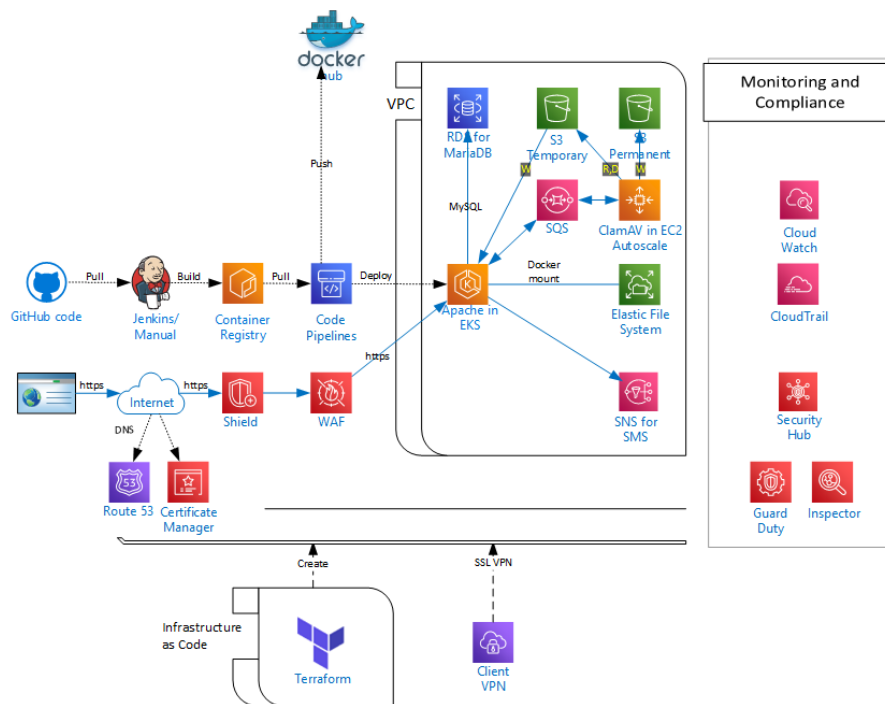 docker
hub
VPC
Monitoring and
Compliance
RDS for
MariaDB
S3
Temporary
S3
Permanent
W
R,D
W
Push
MySQL
SQS
ClamAV in EC2
Autoscale
Cloud
Watch
Pull
Build
Pull
Deploy
Docker
mount
GitHub code
Jenkins/
Manual
Container
Registry
Code
Pipelines
Apache in
EKS
Elastic File
System
CloudTrail
https
Internet
https
https
Shield
WAF
SNS for
SMS
Security
Hub
DNS
53
Route 53
Certificate
Manager
Guard
Duty
Inspector
Create
SSL VPN
Infrastructure
as Code
Terraform
Client
VPN